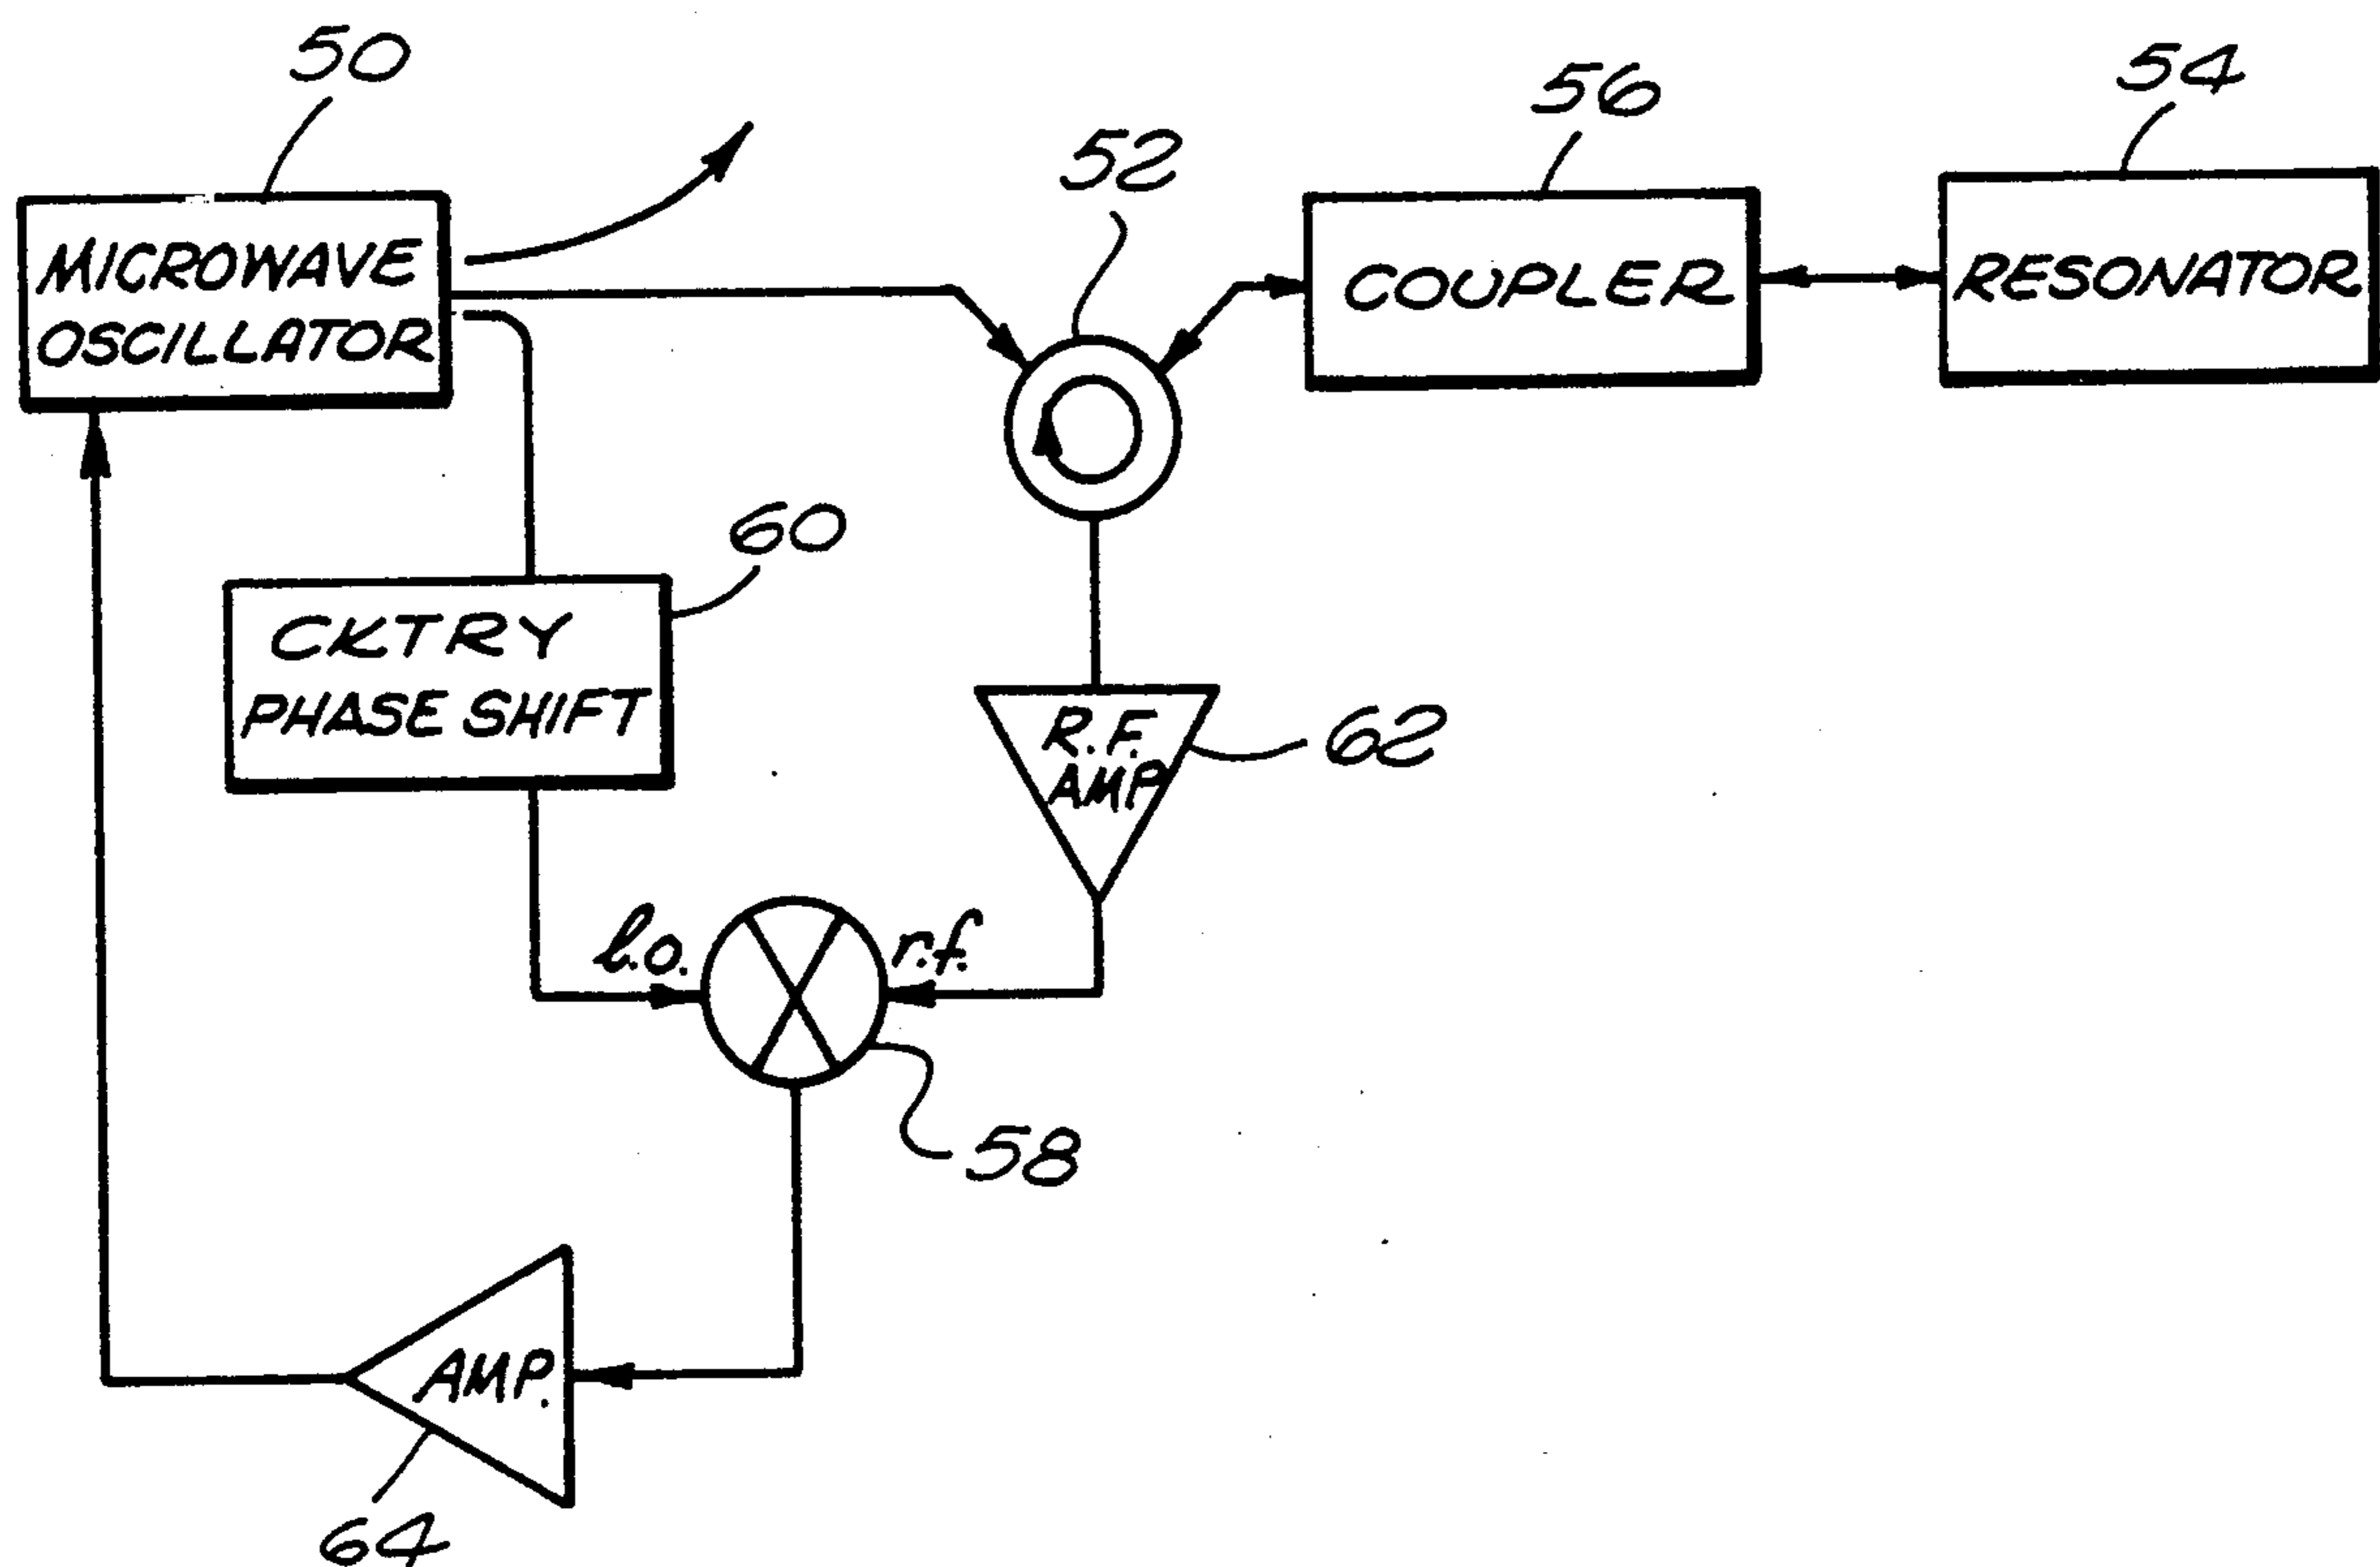 50
56
54
52
MICROWAVE
OSCILLATOR
COUPLER
RESONATOR
60
CKTRY
PHASE SHIFT
R.F.
AMP
62
l.o.
r.f.
58
AMP.
64